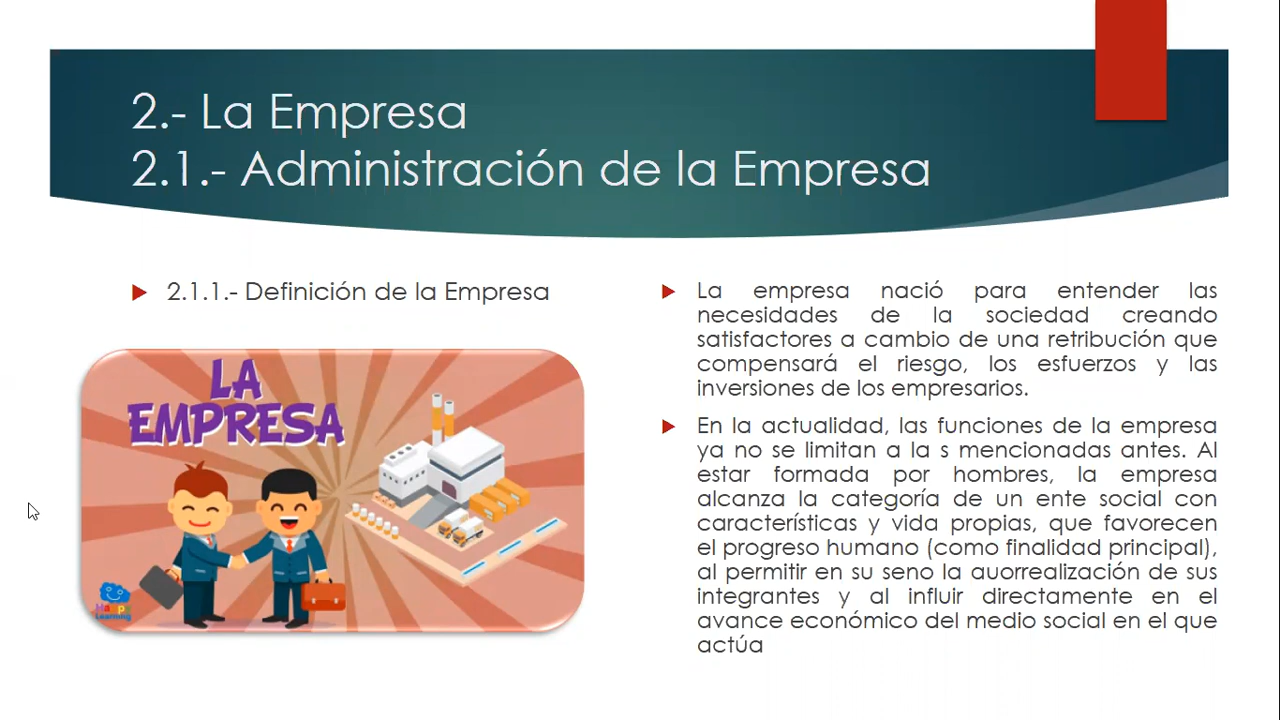 2.- La Empresa
2.1.- Administración de la Empresa
2.1.1.- Definición de la Empresa
LA
EMPRESA
Happy
Learning
La empresa nació para entender las
necesidades de la sociedad creando
satisfactores a cambio de una retribución que
compensará el riesgo, los esfuerzos y las
inversiones de los empresarios.
En la actualidad, las funciones de la empresa
ya no se limitan a la s mencionadas antes. Al
estar formada por hombres, la empresa
alcanza la categoría de un ente social con
características y vida propias, que favorecen
el progreso humano (como finalidad principal),
al permitir en su seno la auorrealización de sus
integrantes y al influir directamente en el
avance económico del medio social en el que
actúa